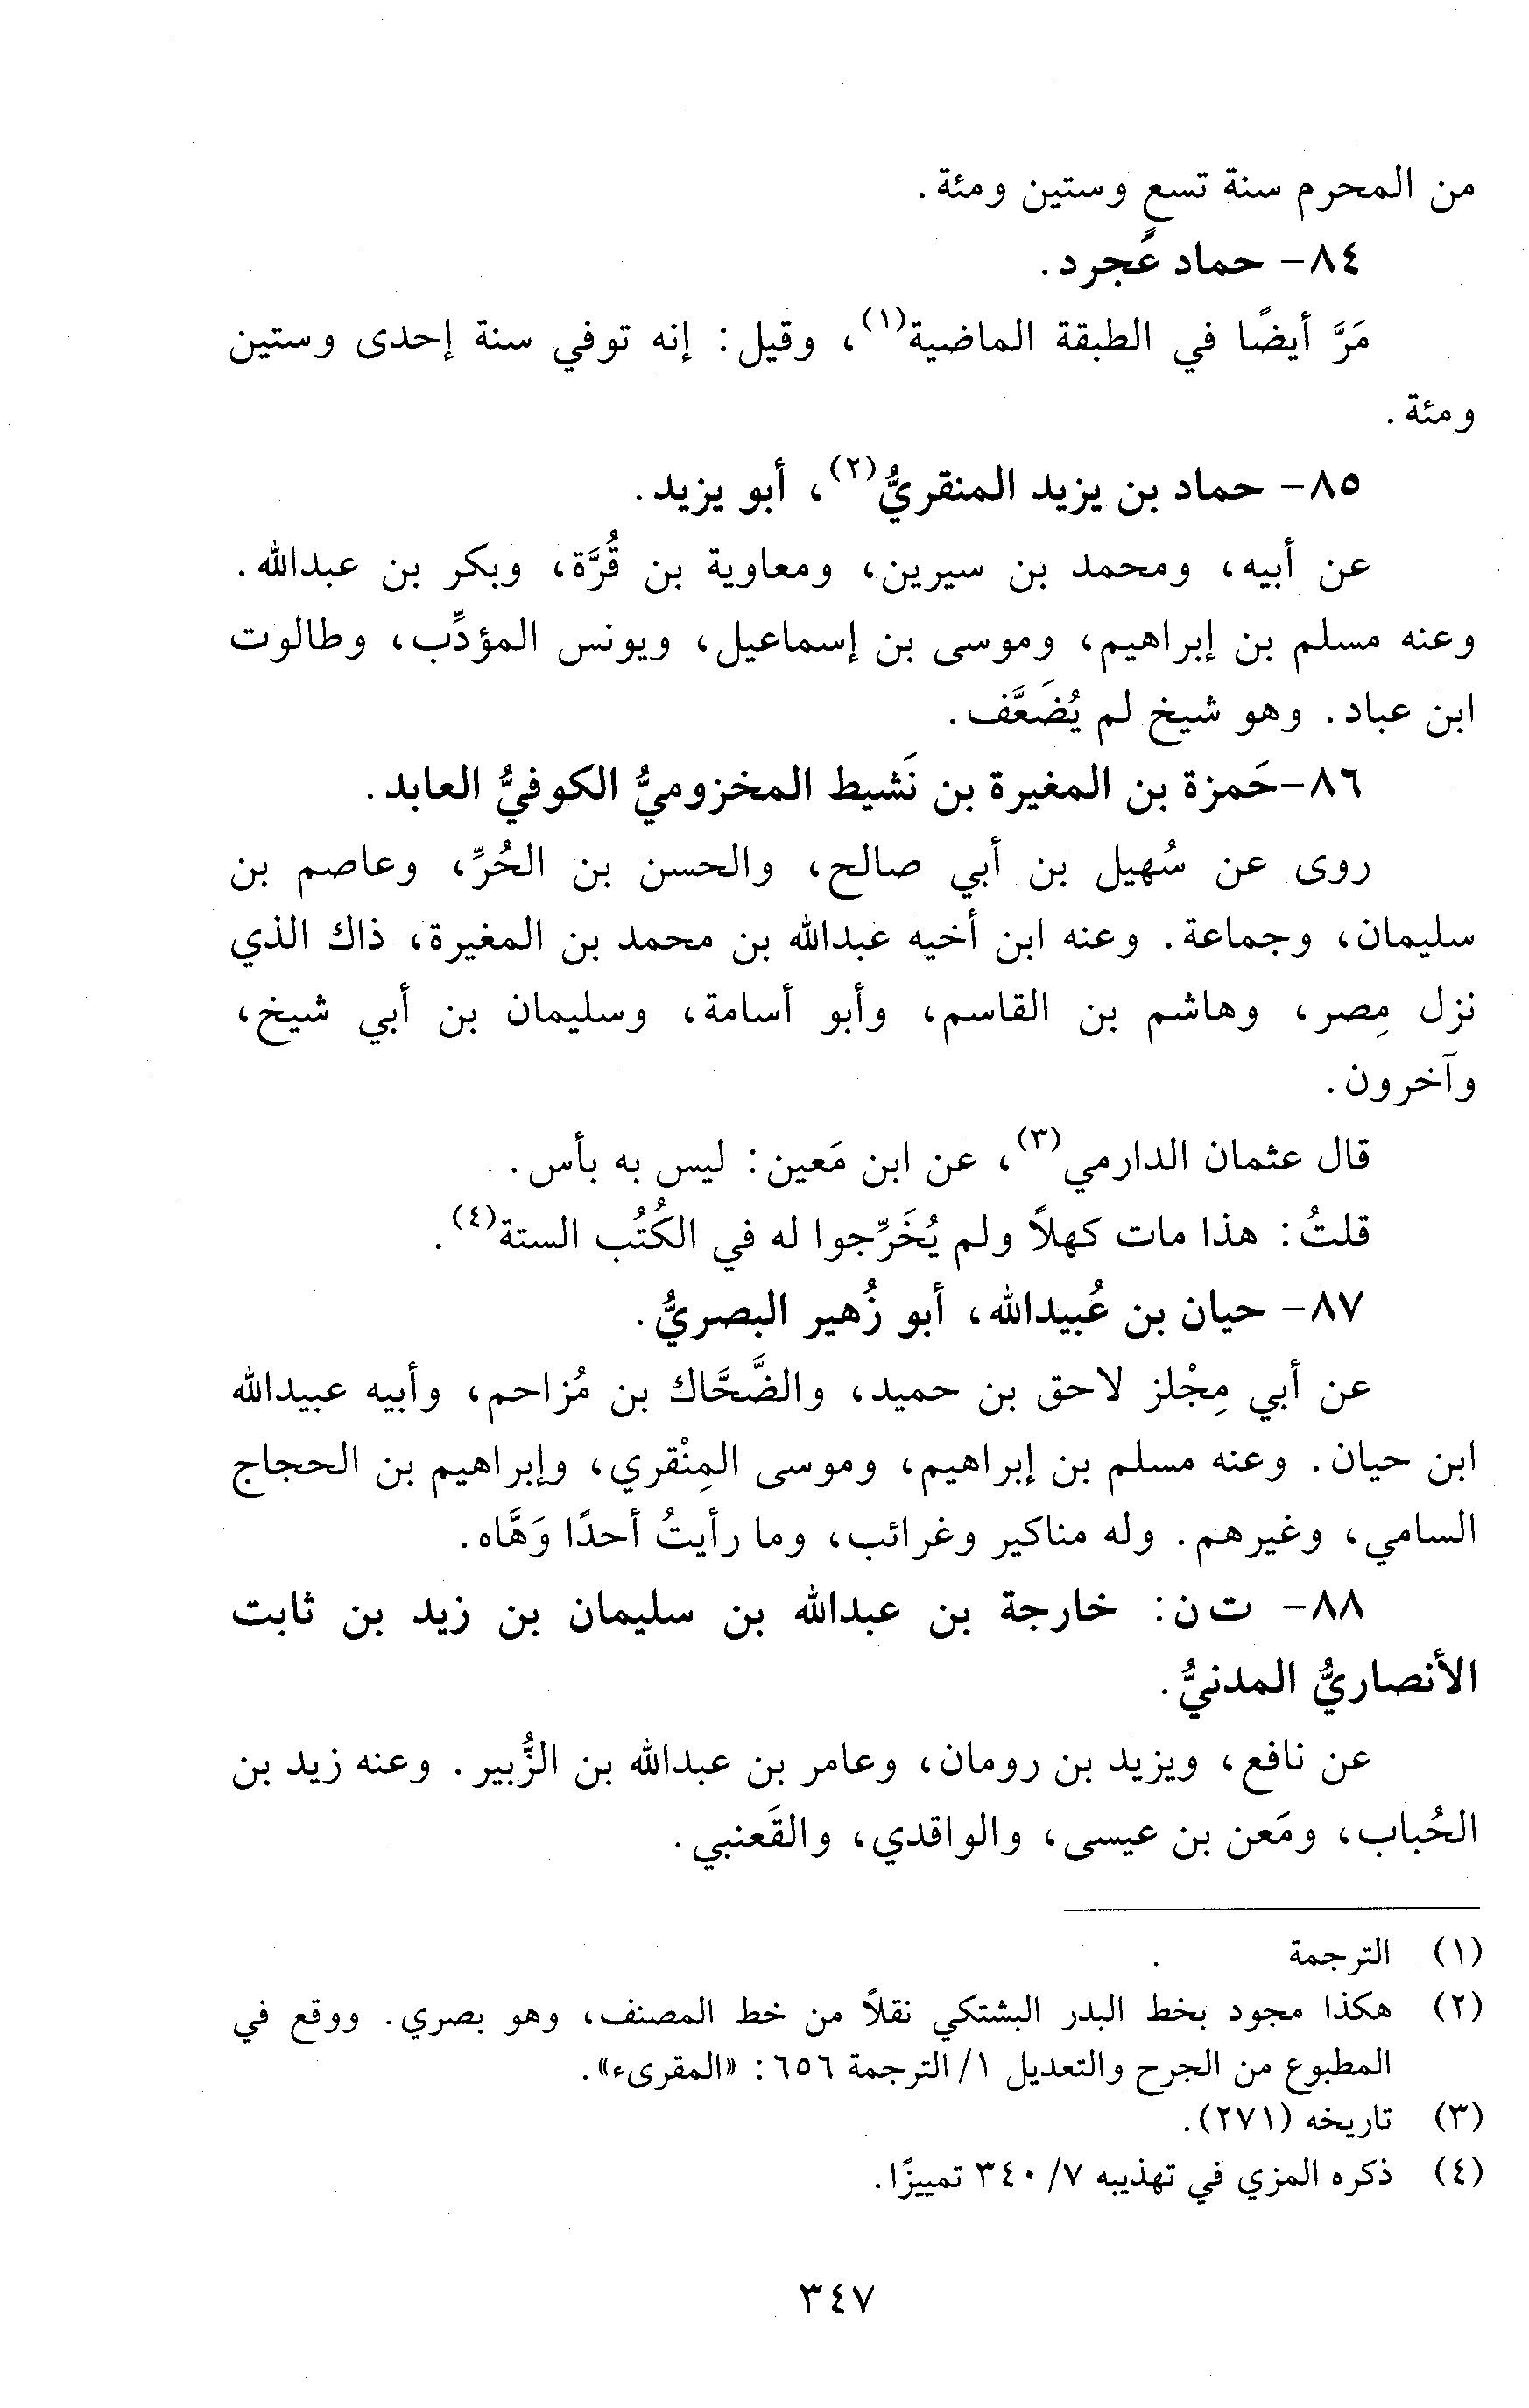 من المحرم سنة تسعٍ وستين ومئة.
٨٤- حماد عَجرد.
مَرَّ أيضًا في الطبقة الماضية(١)، وقيل: إنه توفي سنة إحدى وستين
ومئة.
٨٥- حماد بن يزيد المنقريُّ(٢)، أبو يزيد.
عن أبيه، ومحمد بن سيرين، ومعاوية بن قُرَّة، وبكر بن عبدالله.
وعنه مسلم بن إبراهيم، وموسى بن إسماعيل، ويونس المؤدِّب، وطالوت
ابن عباد. وهو شيخ لم يُضَعَّف.
٨٦-حَمزة بن المغيرة بن نَشيط المخزوميُّ الكوفيُّ العابد.
روى عن سُهيل بن أبي صالح، والحسن بن الحُرِّ، وعاصم بن
سليمان، وجماعة. وعنه ابن أخيه عبدالله بن محمد بن المغيرة، ذاك الذي
نزل مِصر، وهاشم بن القاسم، وأبو أسامة، وسليمان بن أبي شيخ،
وآخرون.
قال عثمان الدارمي(٣)، عن ابن مَعين: ليس به بأس.
قلتُ: هذا مات كهلاً ولم يُخَرِّجوا له في الكُتُب الستة(٤).
٨٧- حيان بن عُبيدالله، أبو زُهير البصريُّ.
عن أبي مِجْلز لاحق بن حميد، والضَّحَّاك بن مُزاحم، وأبيه عبيدالله
ابن حيان. وعنه مسلم بن إبراهيم، وموسى المِنْقري، وإبراهيم بن الحجاج
السامي، وغيرهم. وله مناكير وغرائب، وما رأيتُ أحدًا وَهَّاه.
٨٨- ت ن: خارجة بن عبدالله بن سليمان بن زيد بن ثابت
الأنصاريُّ المدنيُّ.
عن نافع، ويزيد بن رومان، وعامر بن عبدالله بن الزُّبير. وعنه زيد بن
الحُباب، ومَعن بن عيسى، والواقدي، والقَعنبي.
(١) الترجمة .
(٢) هكذا مجود بخط البدر البشتكي نقلاً من خط المصنف، وهو بصري. ووقع في
المطبوع من الجرح والتعديل ١/ الترجمة ٦٥٦: «المقرىء».
(٣) تاريخه (٢٧١).
(٤) ذكره المزي في تهذيبه ٧/ ٣٤٠ تمييزًا.
٣٤٧